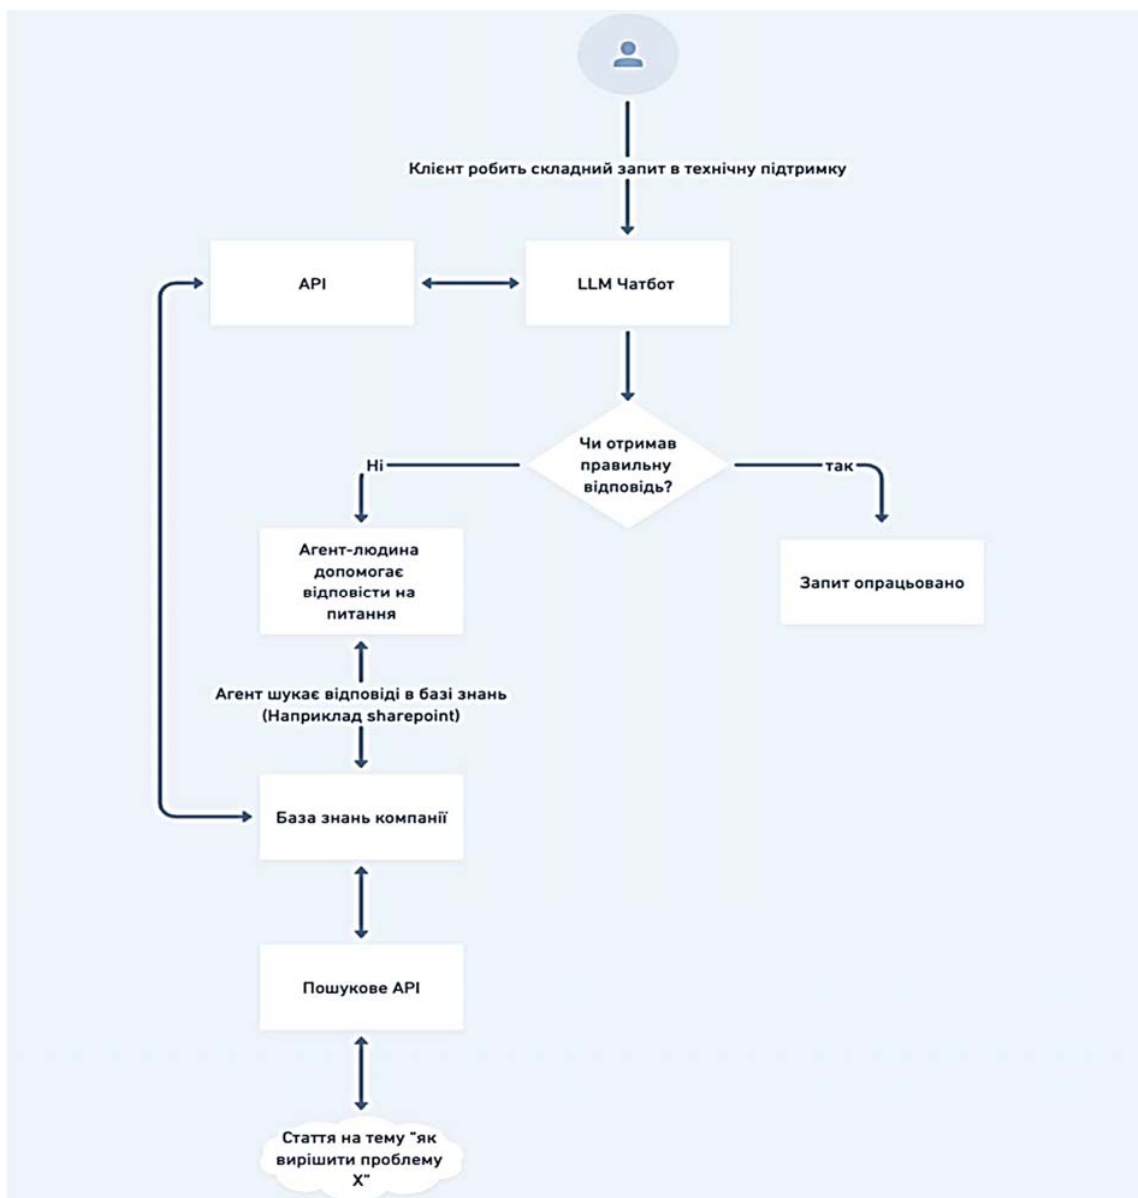 Клієнт робить складний запит в технічну підтримку
API
LLM Чатбот
Чи отримав
правильну
відповідь?
Ні
так
Агент-людина
допомогає
відповісти на
питання
Запит опрацьовано
Агент шукає відповіді в базі знань
(Наприклад sharepoint)
База знань компанії
Пошукове API
Стаття на тему "як
вирішити проблему
X"